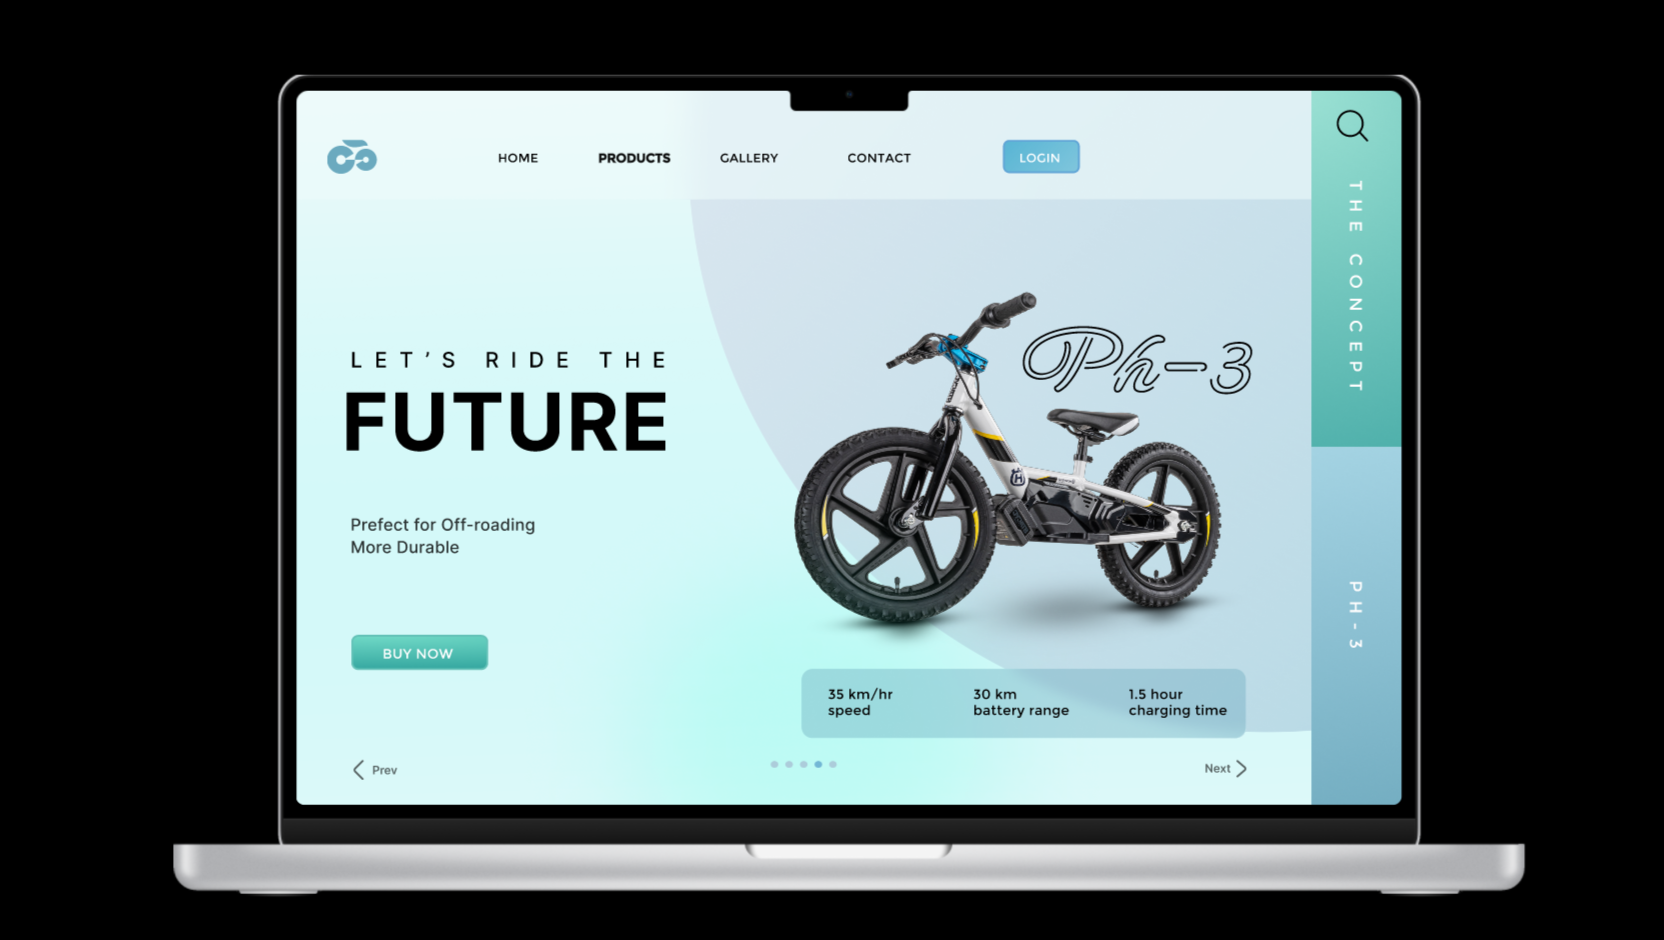 HOME
PRODUCTS
GALLERY
CONTACT
LOGIN
THE CONCEPT
LET'S RIDE THE
FUTURE
Ph-3
Prefect for Off-roading
More Durable
BUY NOW
PH-3
35 km/hr
speed
30 km
battery range
1.5 hour
charging time
Prev
Next